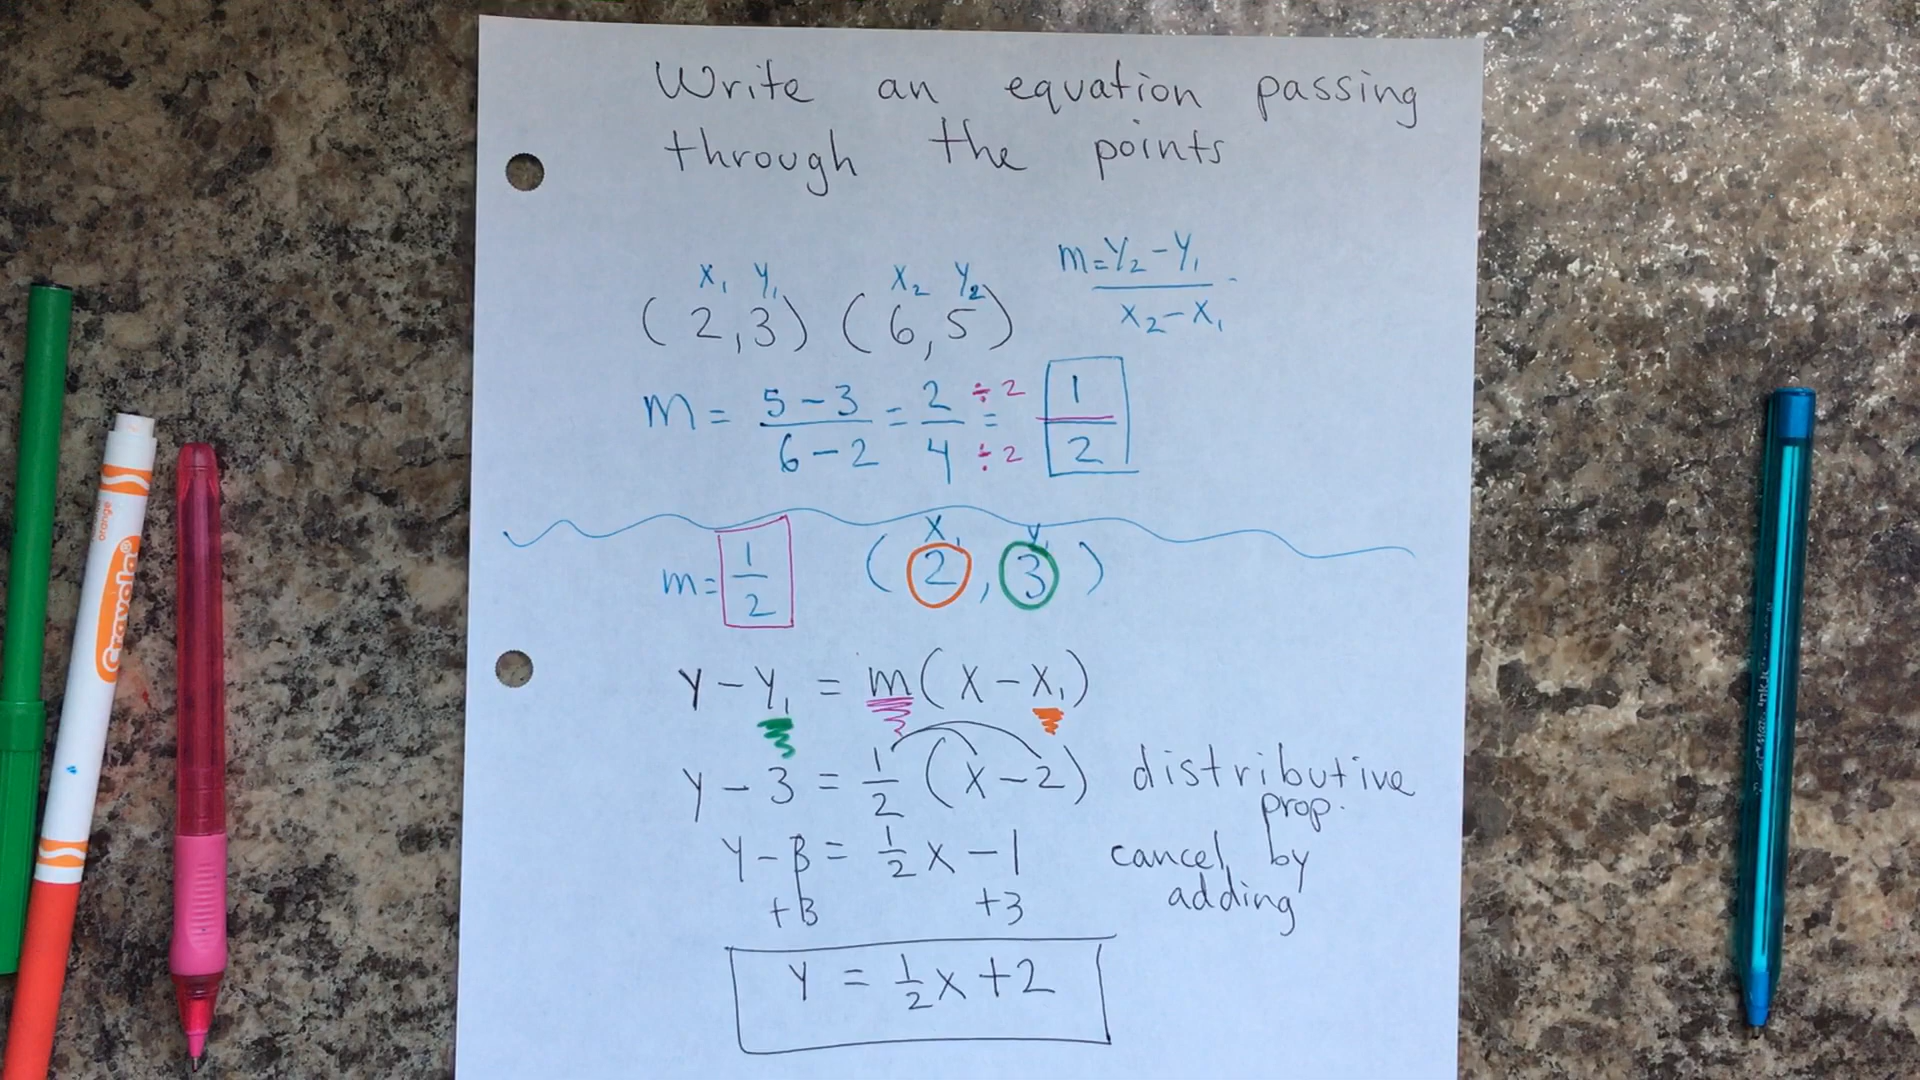 Write an equation passing
through the points
x₁ y₁ x₂ y₂
(2,3) (6,5)
m=y₂-y₁
x₂-x₁
m = 5-3 = 2 ÷2 = 1
6-2 4 ÷2 2
m= 1 x₁ y₁
2 (2, 3)
y-y₁ = m(x-x₁)
y-3 = 1/2 (x-2) distributive
prop.
y-3 = 1/2x-1 cancel by
+3 +3 adding
y = 1/2x+2
orange
Crayola